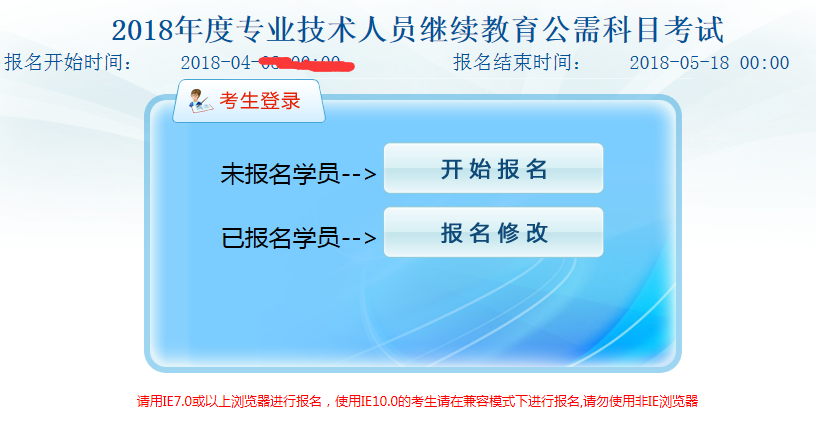 2018年度专业技术人员继续教育公需科目考试
报名开始时间： 2018-04- 报名结束时间： 2018-05-18 00:00
考生登录
未报名学员--> 开始报名
已报名学员--> 报名修改
请用IE7.0或以上浏览器进行报名，使用IE10.0的考生请在兼容模式下进行报名,请勿使用非IE浏览器